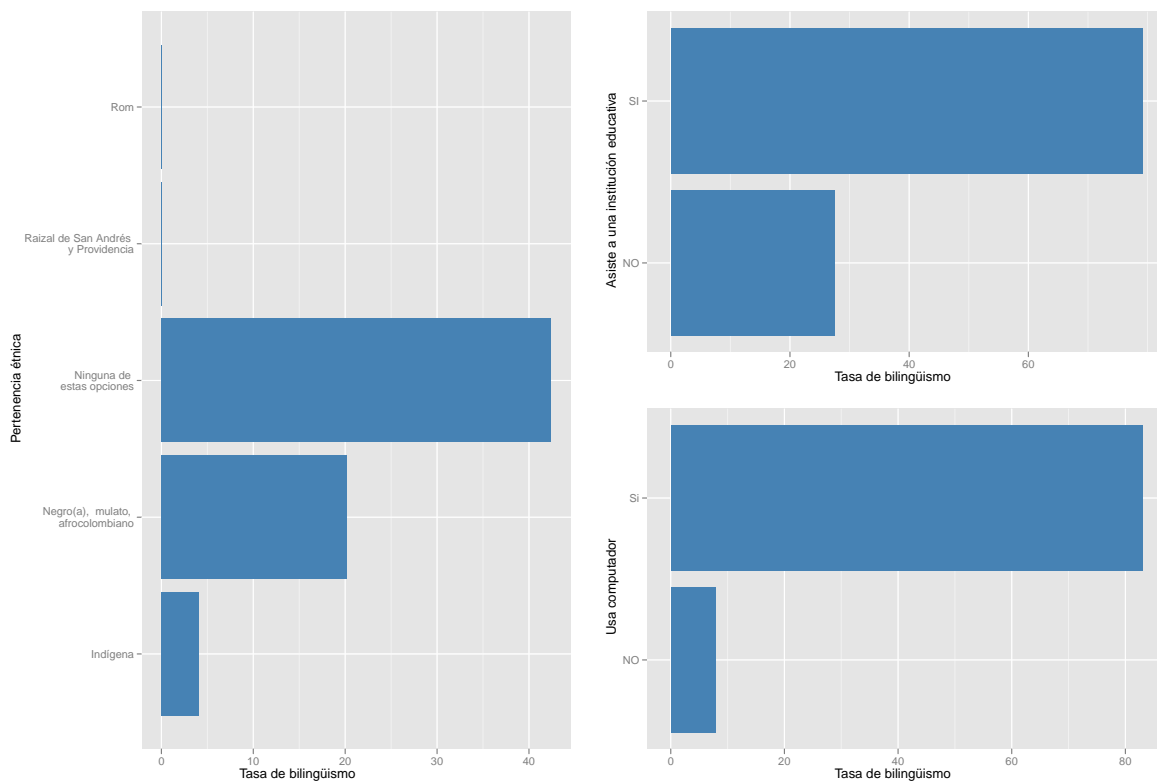 Pertenencia étnica
Rom
Raizal de San Andrés
y Providencia
Ninguna de
estas opciones
Negro(a),  mulato,
afrocolombiano
Indígena
0 10 20 30 40
Tasa de bilingüismo
Asiste a una institución educativa
SI
NO
0 20 40 60
Tasa de bilingüismo
Usa computador
Si
NO
0 20 40 60 80
Tasa de bilingüismo